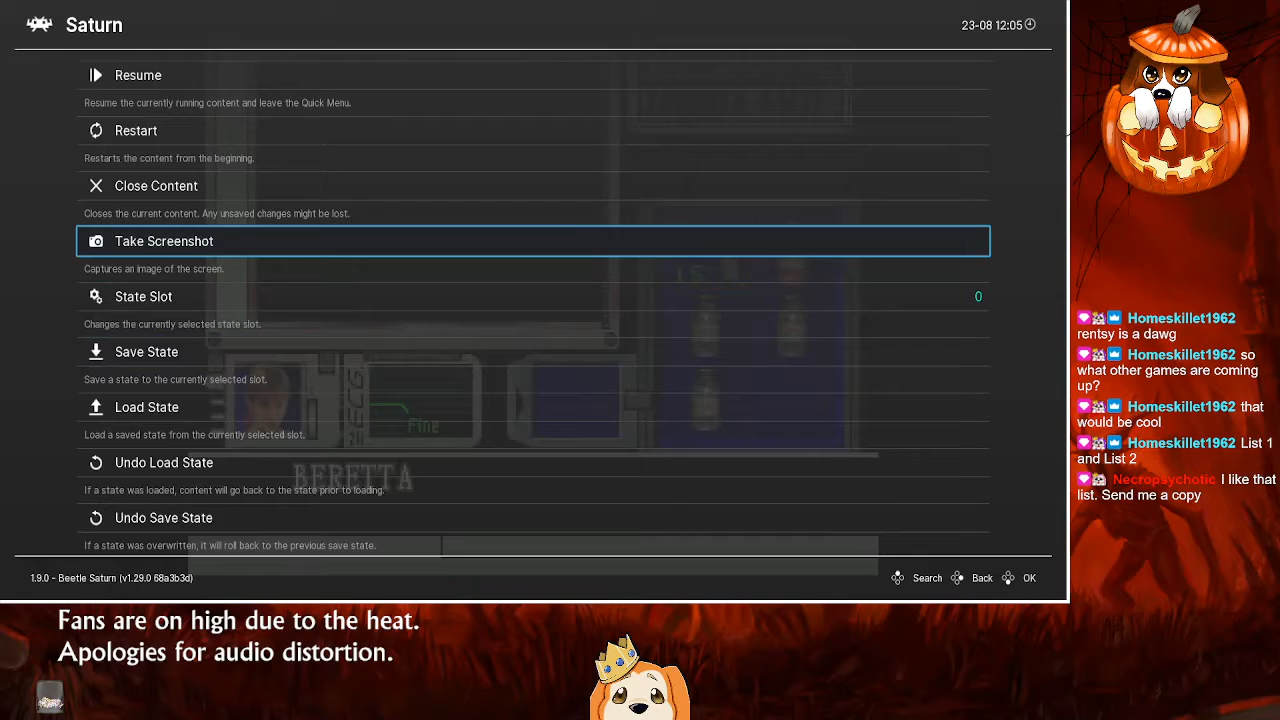 Saturn
23-08 12:05
Resume
Resume the currently running content and leave the Quick Menu.
Restart
Restarts the content from the beginning.
Close Content
Closes the current content. Any unsaved changes might be lost.
Take Screenshot
Captures an image of the screen.
State Slot
0
Changes the currently selected state slot.
Save State
Save a state to the currently selected slot.
Load State
Load a saved state from the currently selected slot.
Undo Load State
If a state was loaded, content will go back to the state prior to loading.
Undo Save State
If a state was overwritten, it will roll back to the previous save state.
1.9.0 - Beetle Saturn (v1.29.0 68a3b3d)
Search
Back
OK
15
ECG
Fine
BERETTA
Homeskillet1962
rentsy is a dawg
Homeskillet1962 so
what other games are coming
up?
Homeskillet1962 that
would be cool
Homeskillet1962 List 1
and List 2
Necropsychotic I like that
list. Send me a copy
Fans are on high due to the heat.
Apologies for audio distortion.